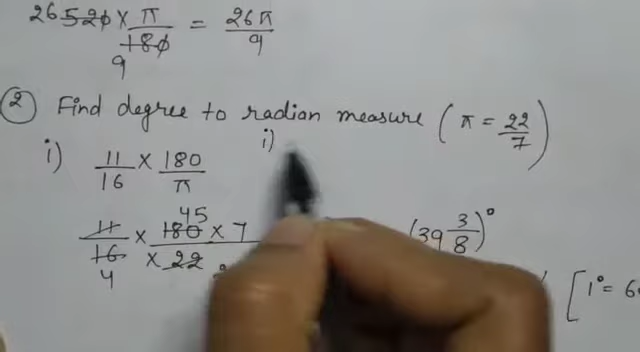 26 520 × π / 180 9 = 26π / 9
② Find degree to radian measure (π = 22/7)
i) 11/16 × 180/π i)
11/16 4 × 180 45 × 7 / × 22 (39 3/8)°
[1° = 6